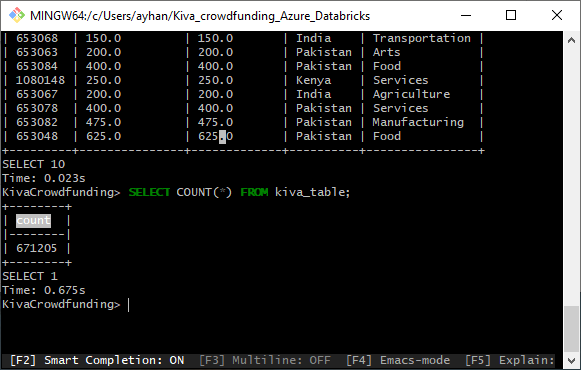 MINGW64:/c/Users/ayhan/Kiva_crowdfunding_Azure_Databricks
| 653068 | 150.0 | 150.0 | India | Transportation |
| 653063 | 200.0 | 200.0 | Pakistan | Arts |
| 653084 | 400.0 | 400.0 | Pakistan | Food |
| 1080148 | 250.0 | 250.0 | Kenya | Services |
| 653067 | 200.0 | 200.0 | India | Agriculture |
| 653078 | 400.0 | 400.0 | Pakistan | Services |
| 653082 | 475.0 | 475.0 | Pakistan | Manufacturing |
| 653048 | 625.0 | 625.0 | Pakistan | Food |
SELECT 10
Time: 0.023s
KivaCrowdfunding> SELECT COUNT(*) FROM kiva_table;
| count |
| 671205 |
SELECT 1
Time: 0.675s
KivaCrowdfunding>
[F2] Smart Completion: ON [F3] Multiline: OFF [F4] Emacs-mode [F5] Explain: